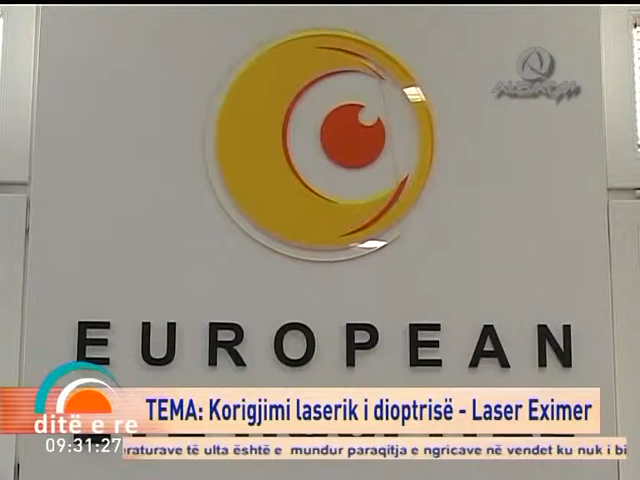 EUROPEAN
TEMA: Korigjimi laserik i dioptrisë - Laser Eximer
ditë e re
09:31:27
eraturave të ulta është e mundur paraqitja e ngricave në vendet ku nuk i bi